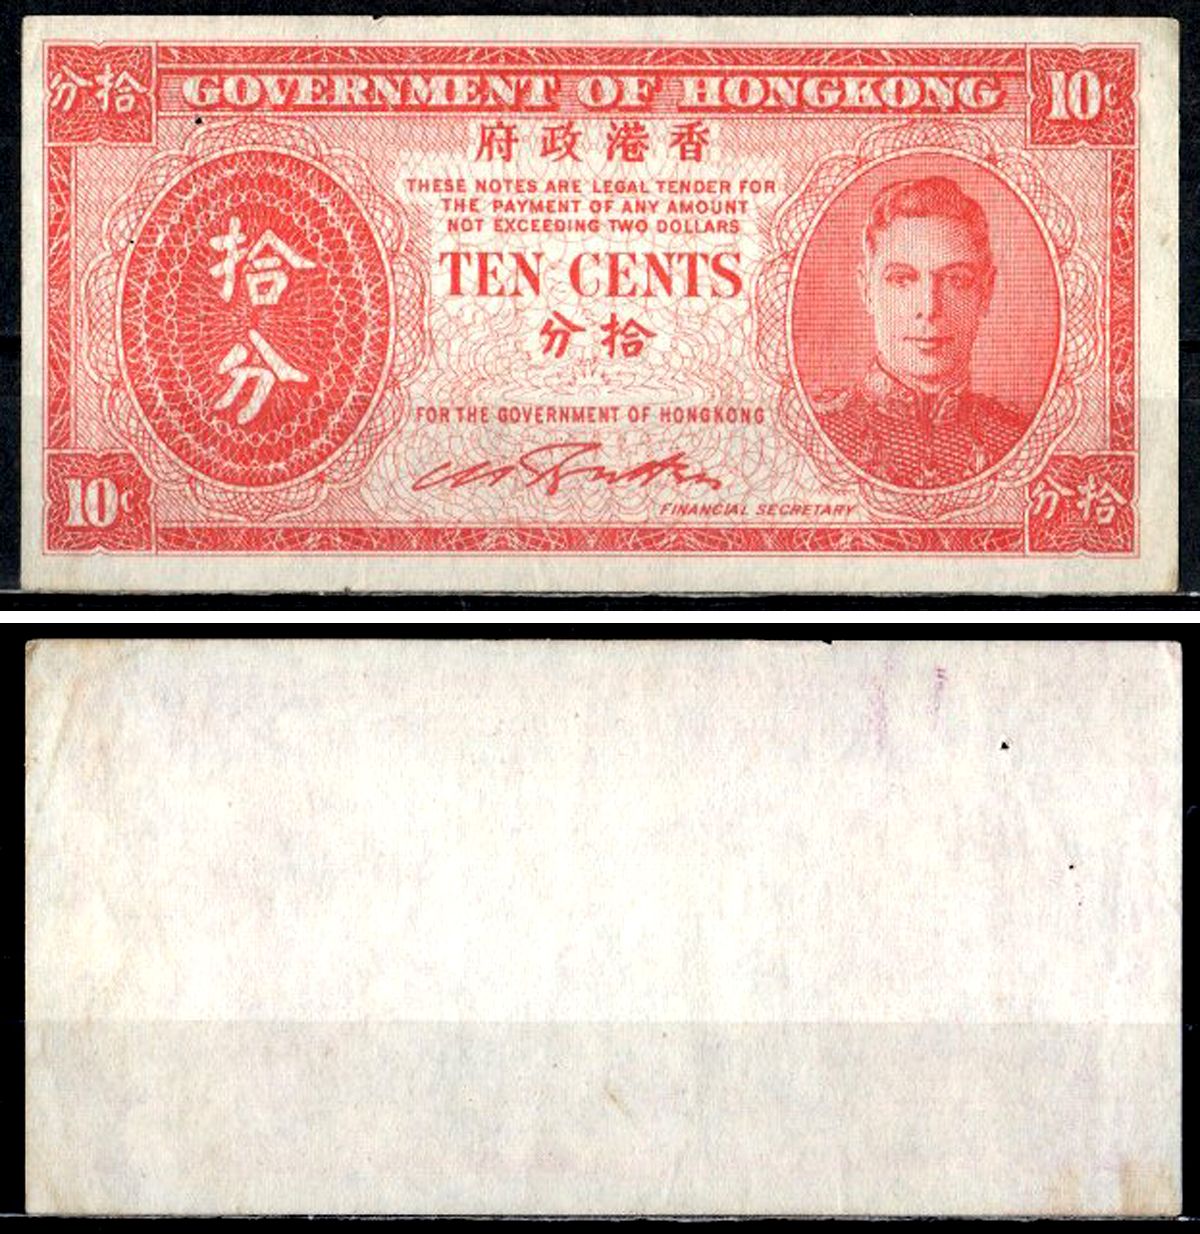 分拾
GOVERNMENT OF HONGKONG
10¢
府政港香
THESE NOTES ARE LEGAL TENDER FOR
THE PAYMENT OF ANY AMOUNT
NOT EXCEEDING TWO DOLLARS
拾
分
TEN CENTS
分拾
FOR THE GOVERNMENT OF HONGKONG
10¢
FINANCIAL SECRETARY
分拾